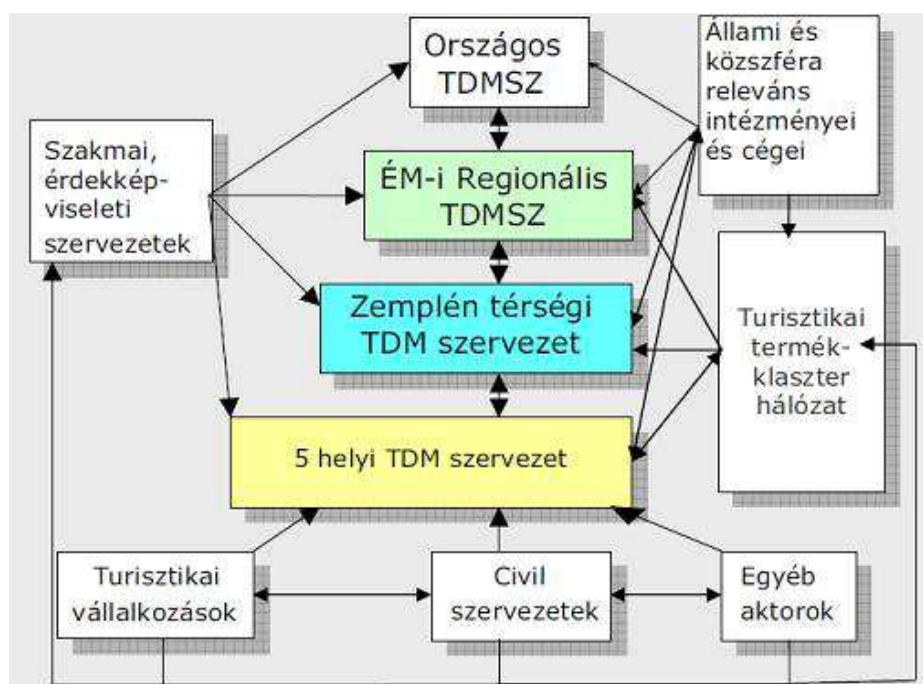 Országos
TDMSZ
Állami és
közszféra
releváns
intézményei
és cégei
Szakmai,
érdekkép-
viseleti
szervezetek
ÉM-i Regionális
TDMSZ
Zemplén térségi
TDM szervezet
Turisztikai
termék-
klaszter
hálózat
5 helyi TDM szervezet
Turisztikai
vállalkozások
Civil
szervezetek
Egyéb
aktorok